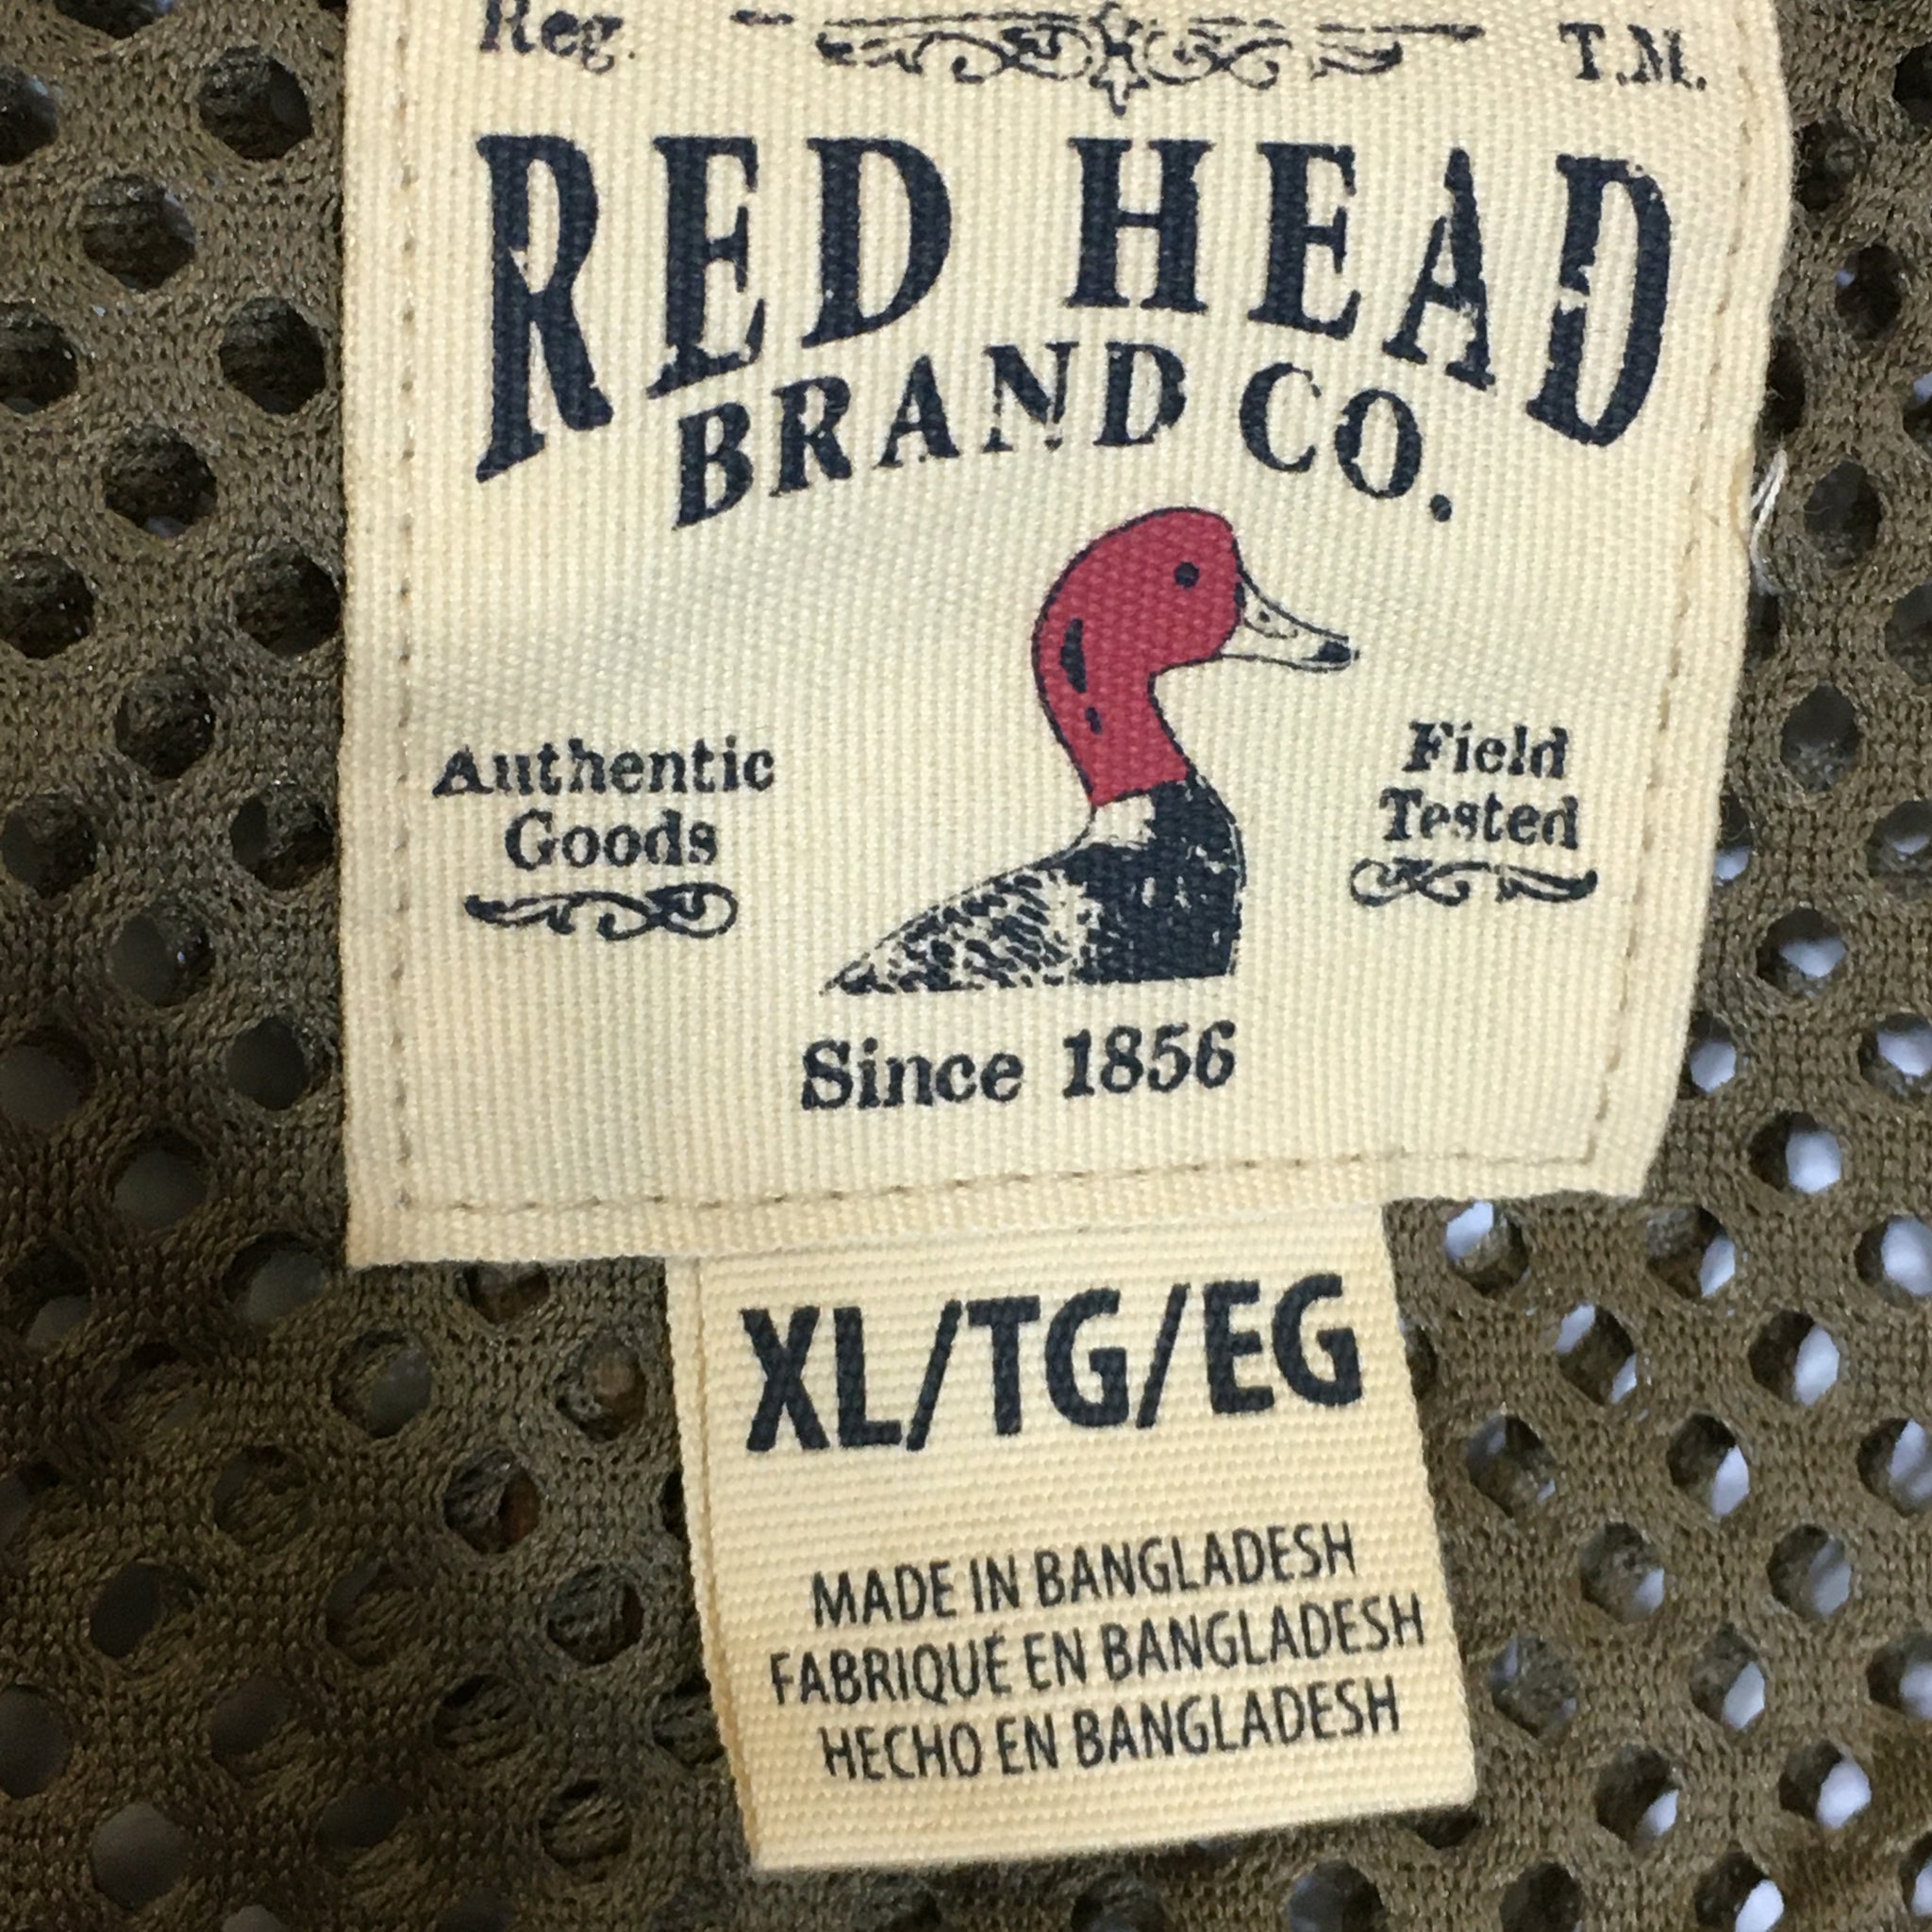 Reg. T.M.
RED HEAD
BRAND CO.
Authentic
Goods
Field
Tested
Since 1856
XL/TG/EG
MADE IN BANGLADESH
FABRIQUÉ EN BANGLADESH
HECHO EN BANGLADESH